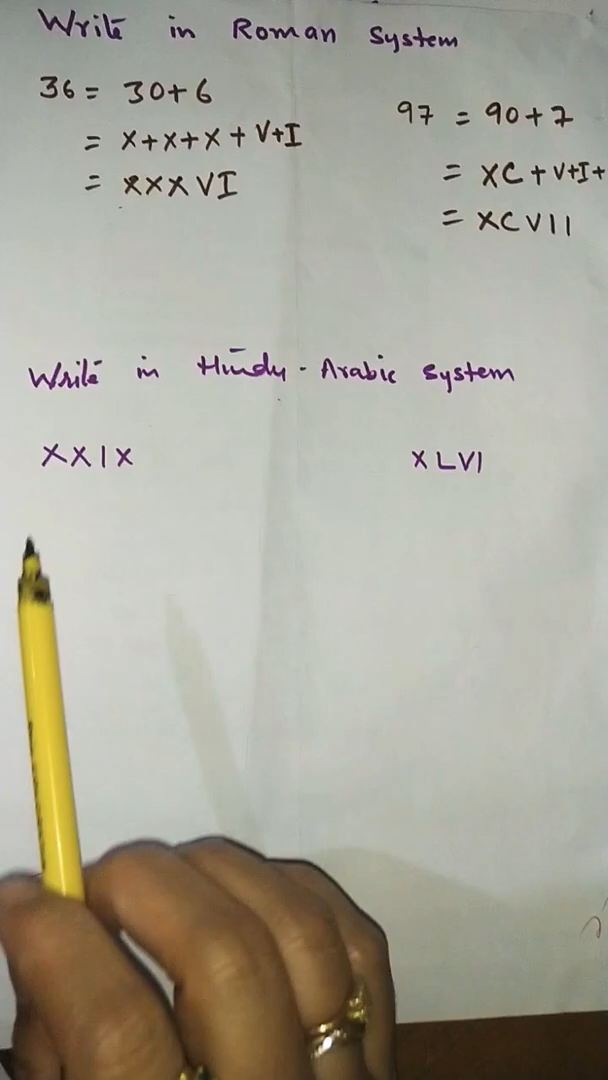 Write in Roman System
36 = 30+6
= X+X+X+V+I
= XXXVI
97 = 90+7
= XC+V+I+
= XCVII
Write in Hindu-Arabic System
XXIX
XLVI